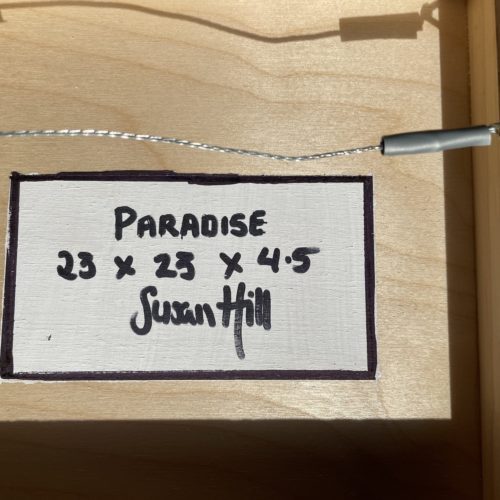 PARADISE
23 x 23 x 4.5
Susan Hill